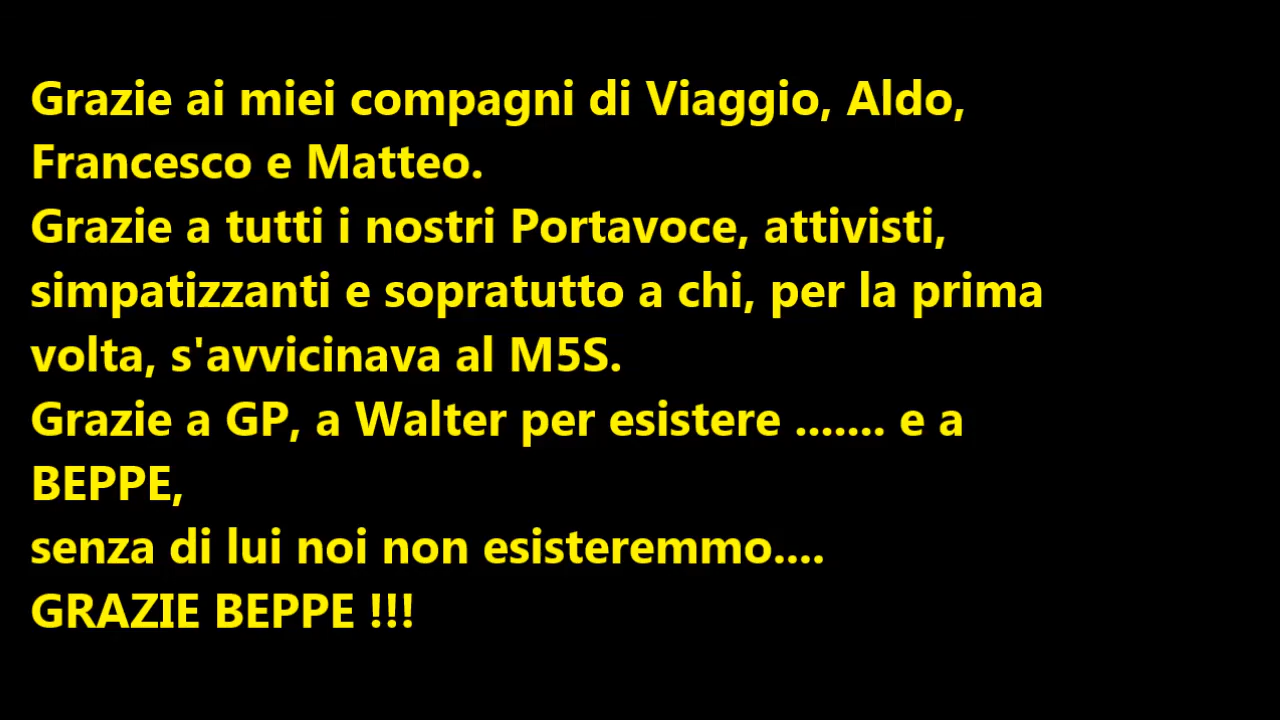 Grazie ai miei compagni di Viaggio, Aldo,
Francesco e Matteo.
Grazie a tutti i nostri Portavoce, attivisti,
simpatizzanti e sopratutto a chi, per la prima
volta, s'avvicinava al M5S.
Grazie a GP, a Walter per esistere ....... e a
BEPPE,
senza di lui noi non esisteremmo....
GRAZIE BEPPE !!!